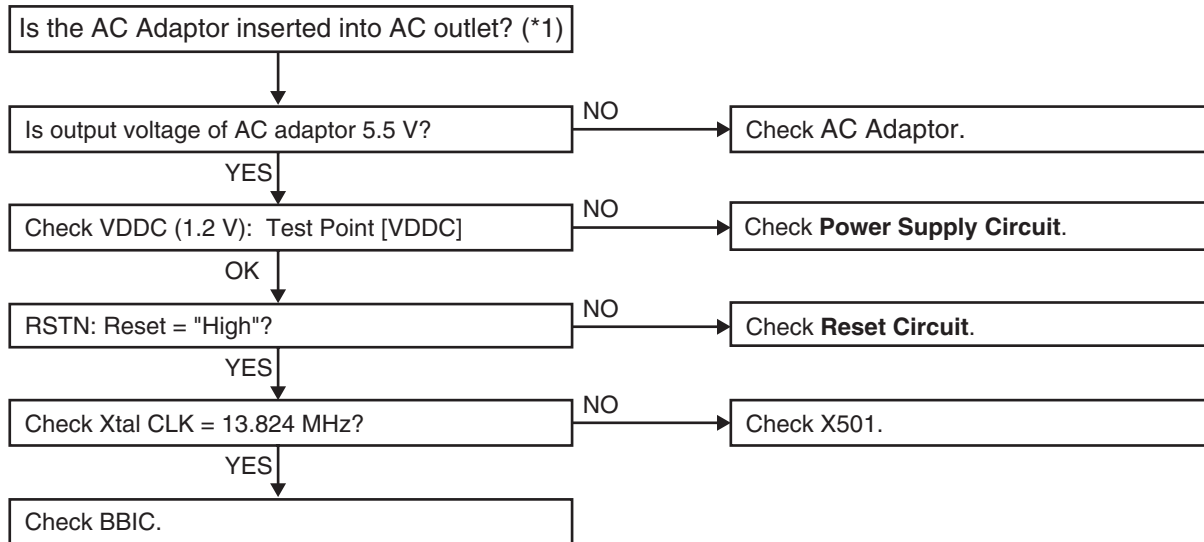 Is the AC Adaptor inserted into AC outlet? (*1)
Is output voltage of AC adaptor 5.5 V?
NO
Check AC Adaptor.
YES
Check VDDC (1.2 V): Test Point [VDDC]
NO
Check Power Supply Circuit.
OK
RSTN: Reset = "High"?
NO
Check Reset Circuit.
YES
Check Xtal CLK = 13.824 MHz?
NO
Check X501.
YES
Check BBIC.